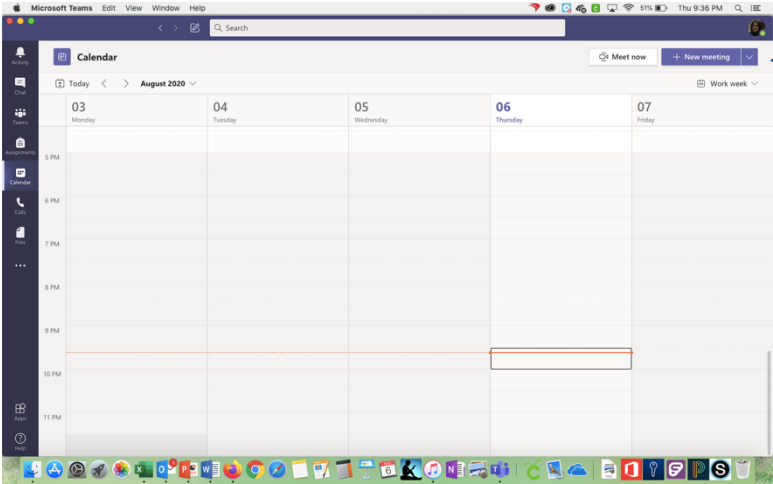 Microsoft Teams Edit View Window Help 51% Thu 9:36 PM
Search
Activity
Calendar
Meet now
+ New meeting
Chat
Today
August 2020
Work week
Teams
03
Monday
04
Tuesday
05
Wednesday
06
Thursday
07
Friday
Assignments
Calendar
Calls
Files
5 PM
6 PM
7 PM
8 PM
9 PM
10 PM
11 PM
Apps
Help